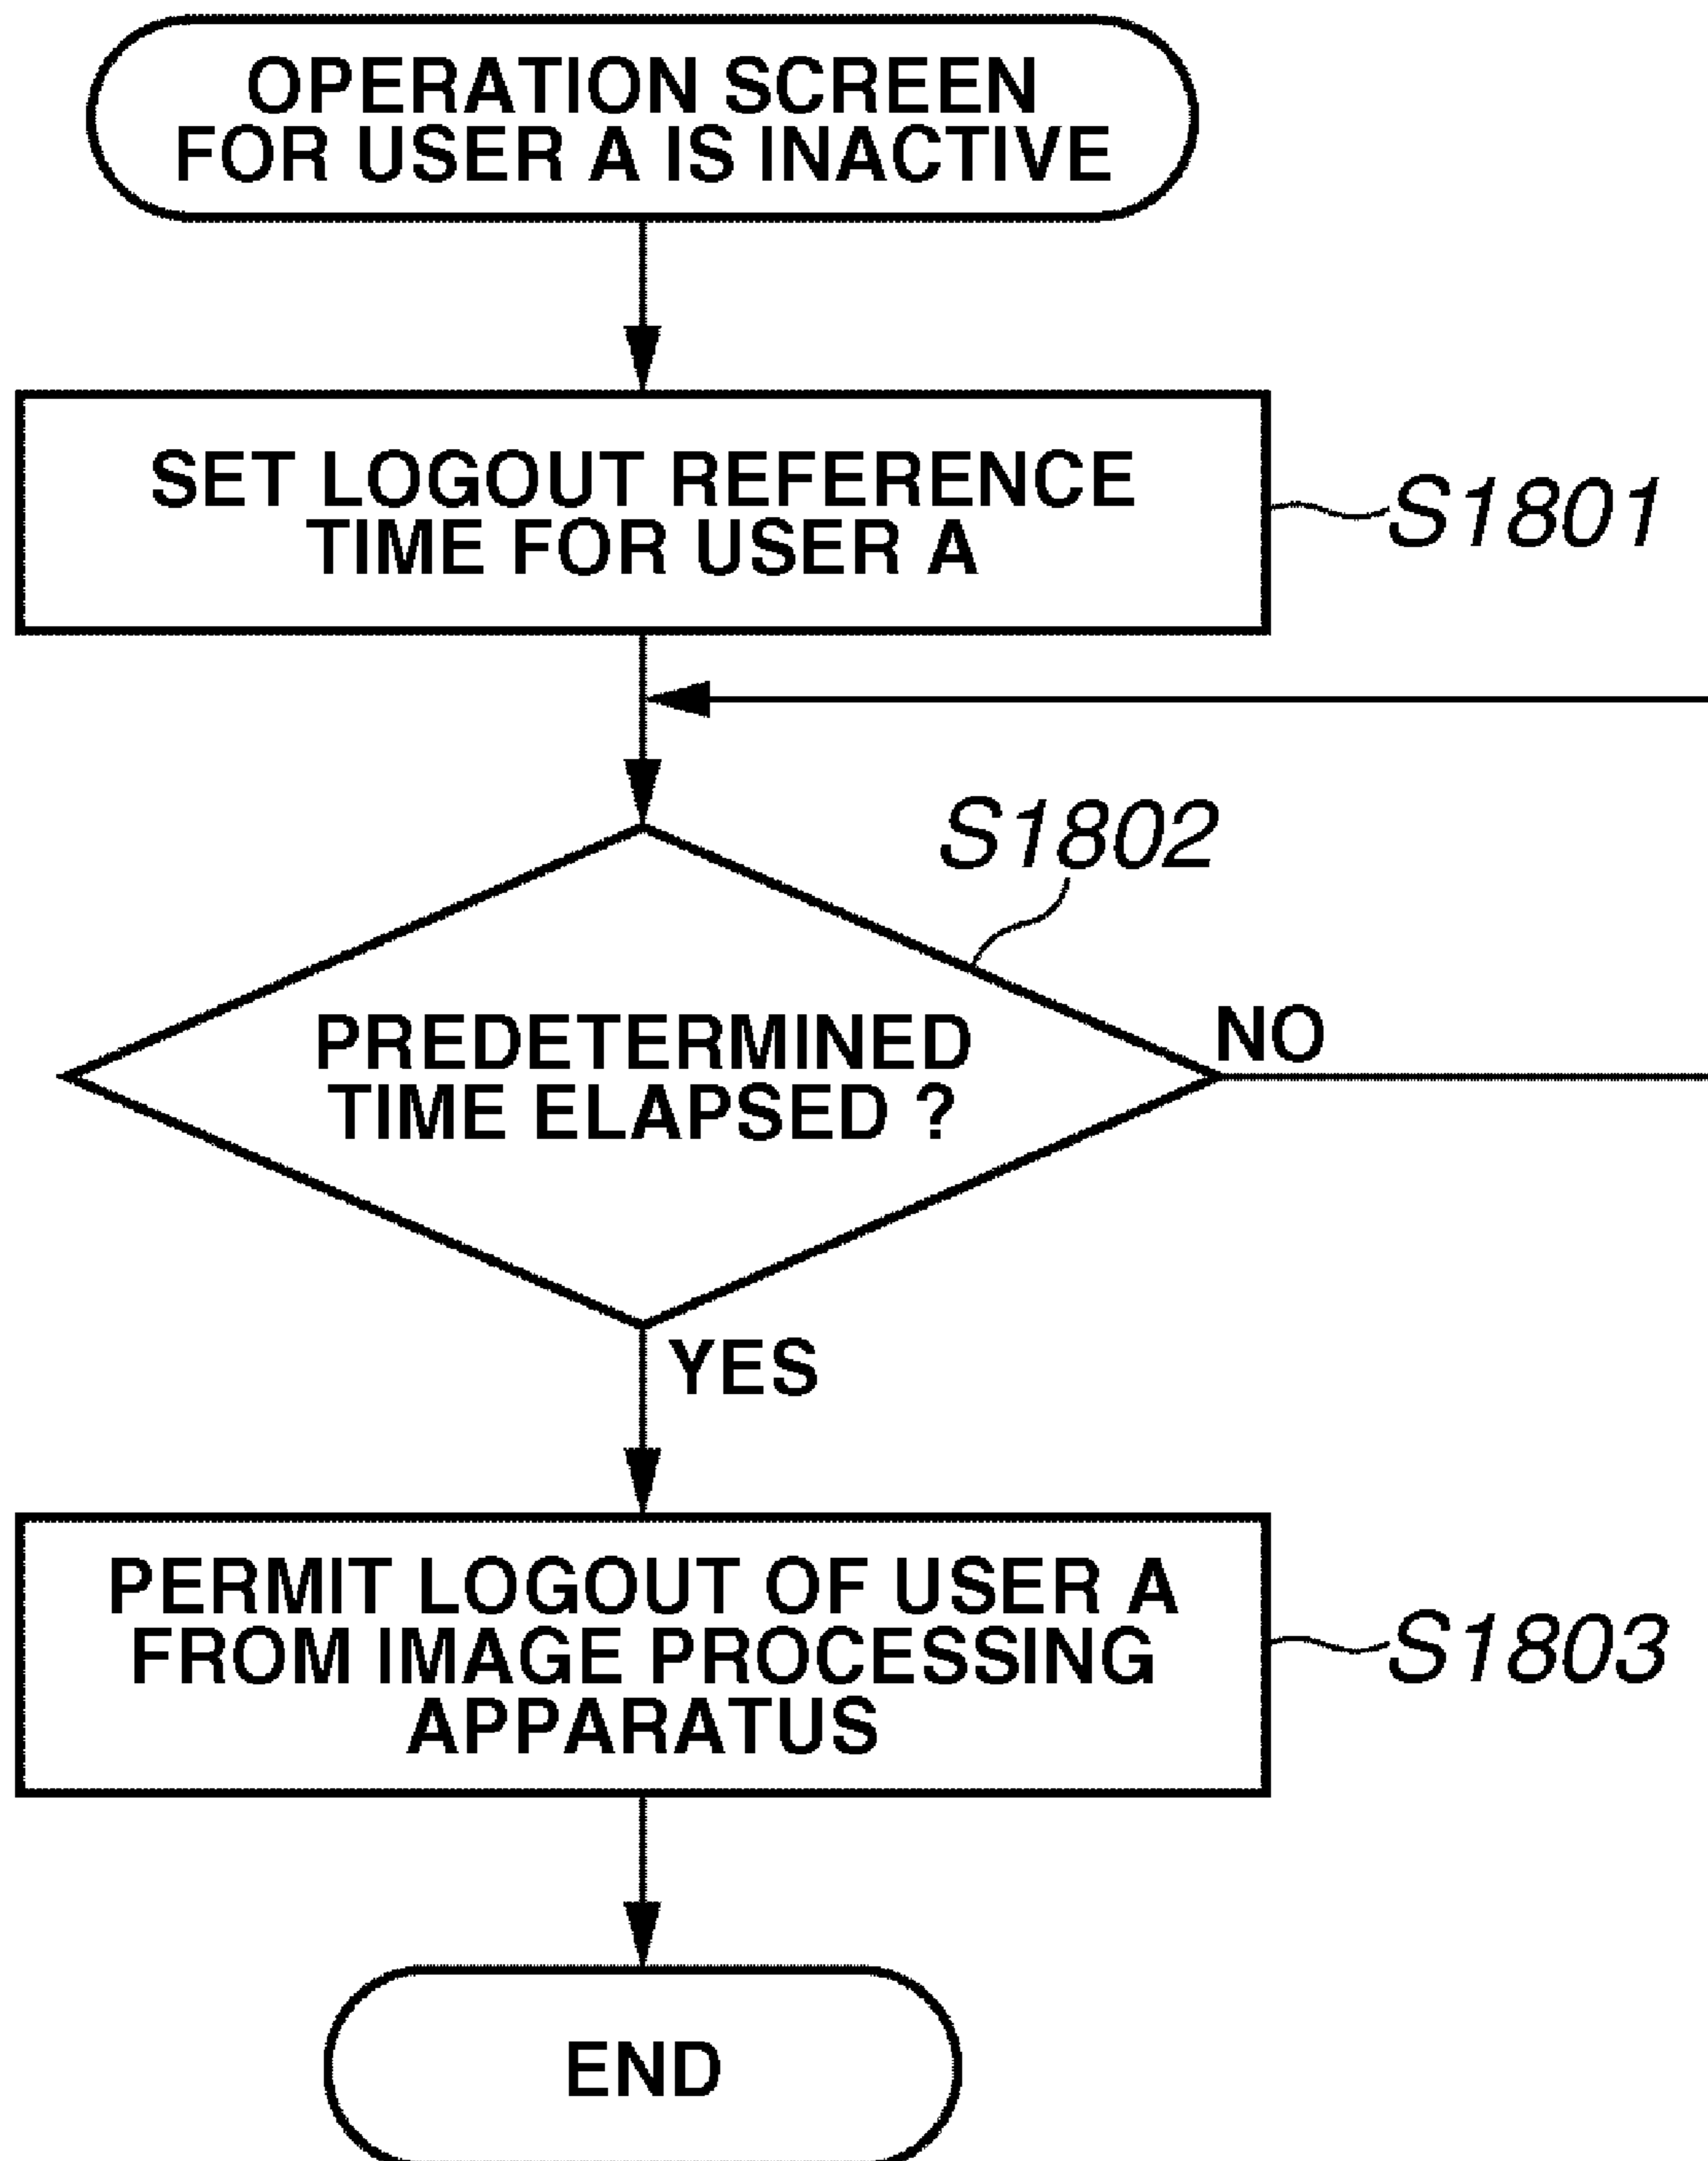 OPERATION SCREEN
FOR USER A IS INACTIVE
SET LOGOUT REFERENCE
TIME FOR USER A
S1801
S1802
PREDETERMINED
TIME ELAPSED ?
NO
YES
PERMIT LOGOUT OF USER A
FROM IMAGE PROCESSING
APPARATUS
S1803
END